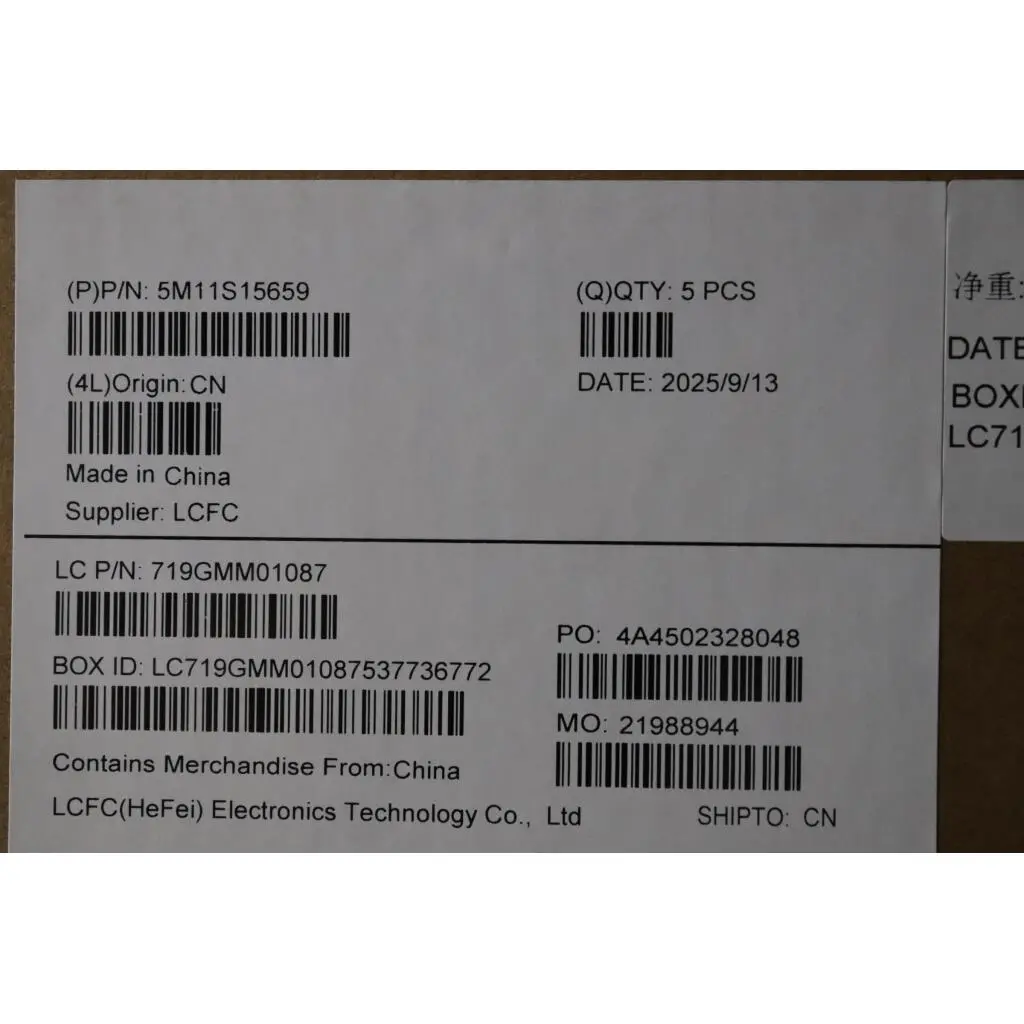 (P)P/N: 5M11S15659
(Q)QTY: 5 PCS
(4L)Origin:CN
DATE: 2025/9/13
Made in China
Supplier: LCFC
LC P/N: 719GMM01087
PO: 4A4502328048
BOX ID: LC719GMM01087537736772
MO: 21988944
Contains Merchandise From:China
LCFC(HeFei) Electronics Technology Co., Ltd
SHIPTO: CN
净重:
DATE
BOXI
LC71